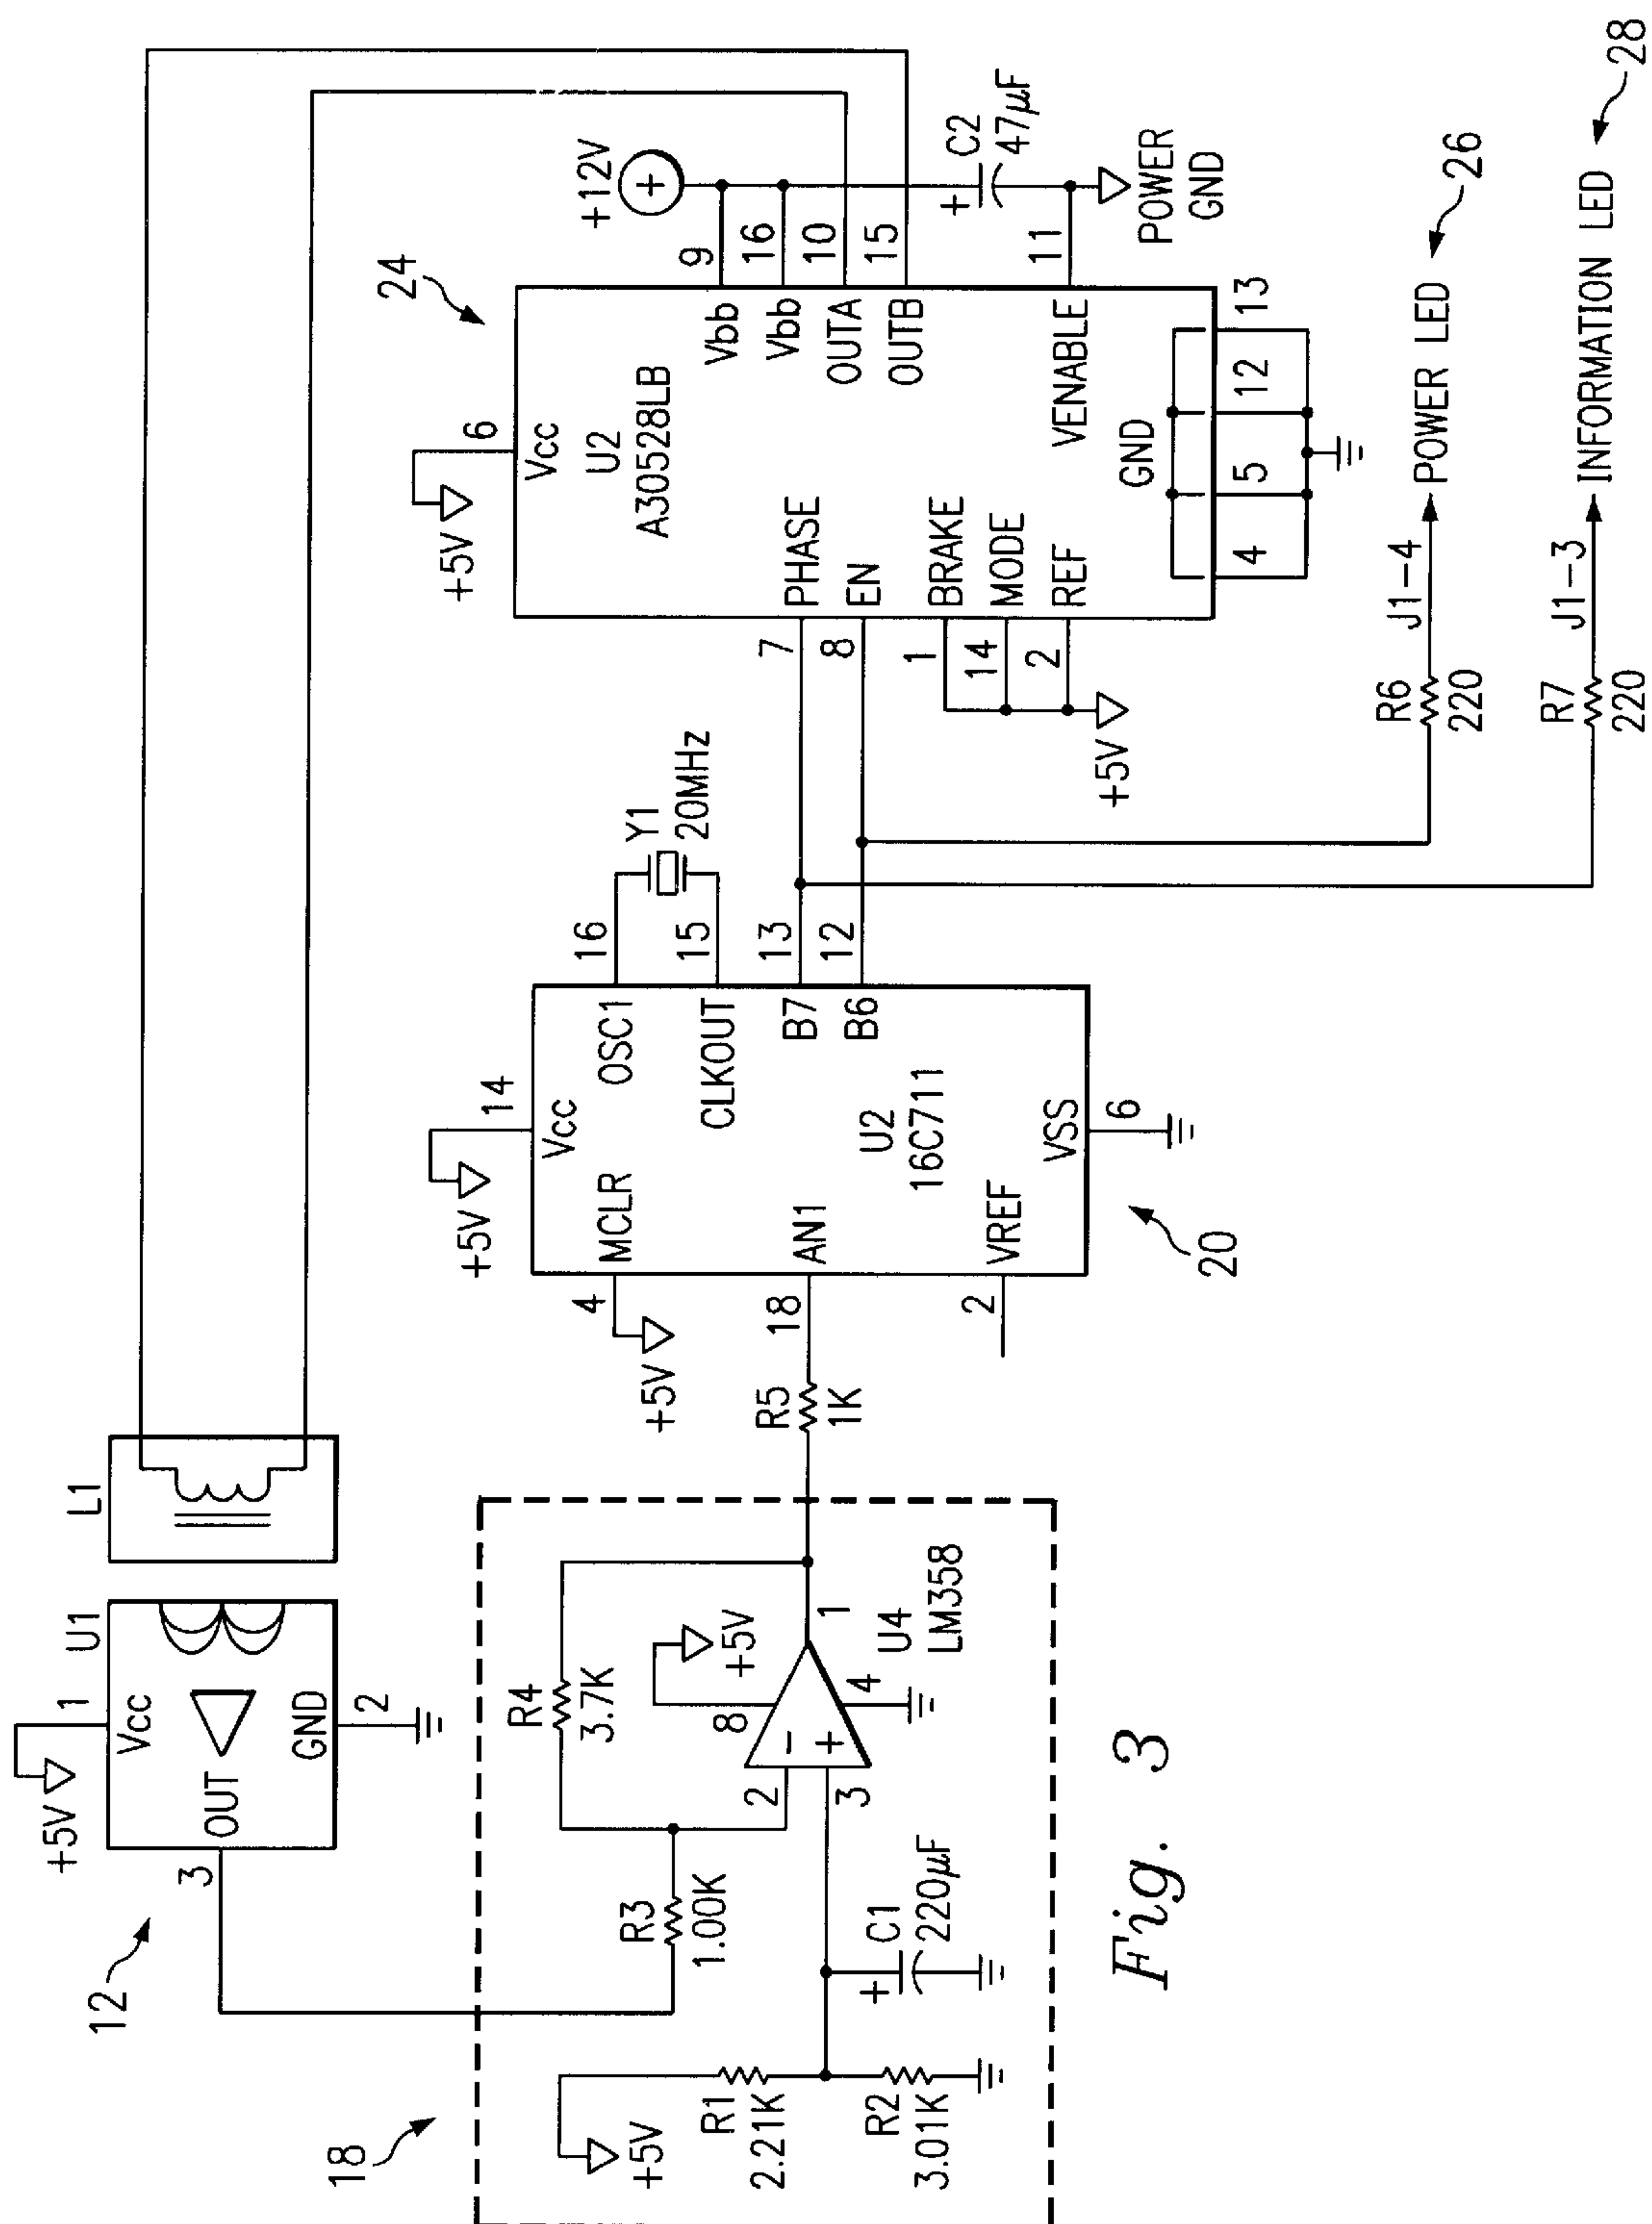 12
+5V
1
U1
Vcc
OUT
GND
3
2
L1
18
+5V
R1
2.21K
R2
3.01K
+
C1
220µF
R3
1.00K
R4
3.7K
2
3
8
+5V
−
+
1
4
U4
LM358
R5
1K
+5V
14
Vcc
4
MCLR
+5V
18
AN1
2
VREF
U2
16C711
VSS
6
20
OSC1
16
CLKOUT
15
Y1
20MHz
B7
13
B6
12
24
+5V
6
Vcc
U2
A30528LB
7
PHASE
8
EN
1
BRAKE
14
MODE
2
REF
+5V
Vbb
9
Vbb
16
OUTA
10
OUTB
15
VENABLE
11
GND
4
5
12
13
+12V
+
+
C2
47µF
POWER
GND
R6
220
J1-4
POWER LED
26
R7
220
J1-3
INFORMATION LED
28
Fig. 3